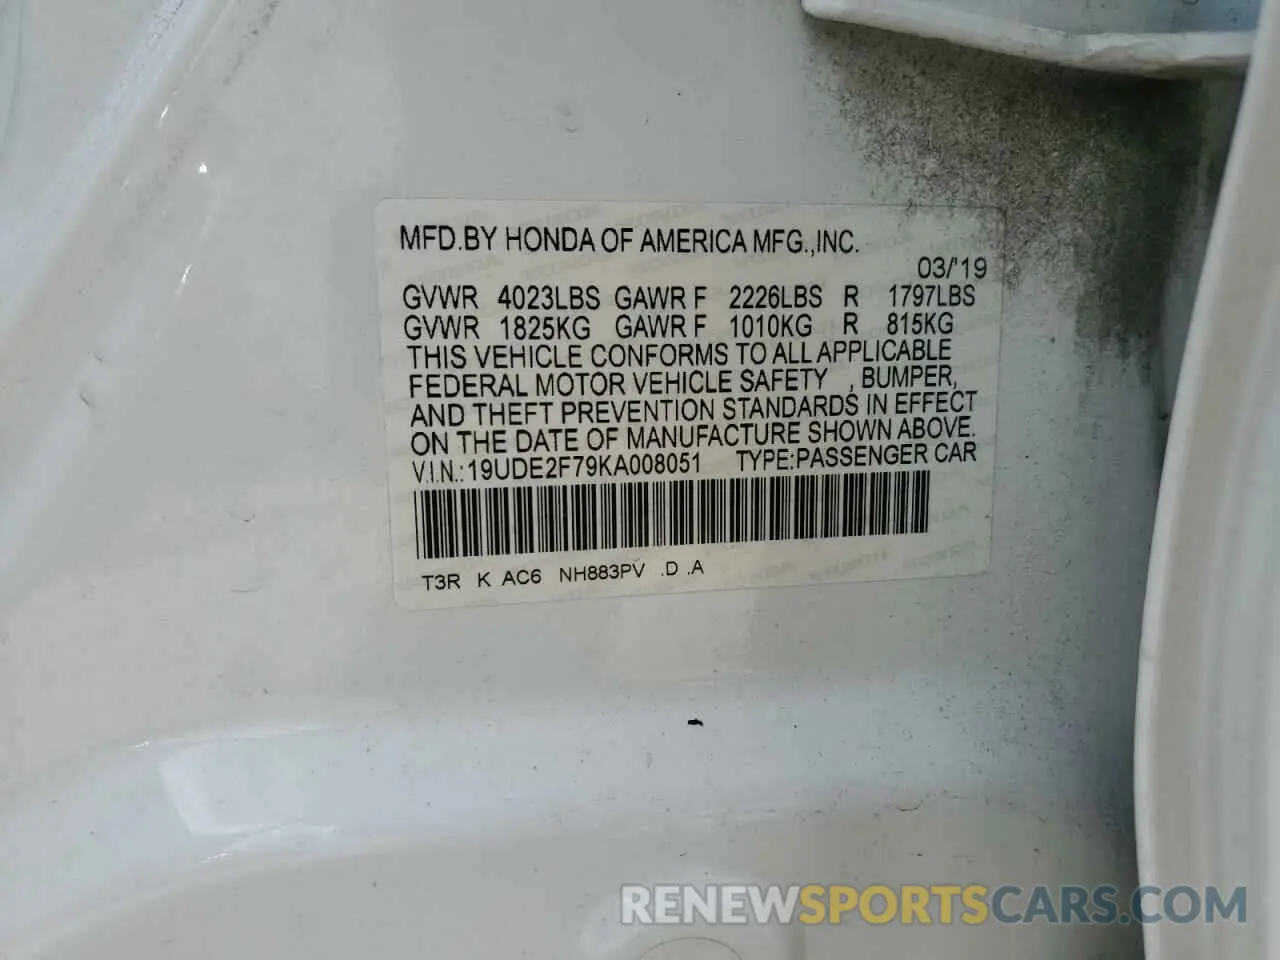 MFD.BY HONDA OF AMERICA MFG.,INC.
03/'19
GVWR 4023LBS GAWR F 2226LBS R 1797LBS
GVWR 1825KG GAWR F 1010KG R 815KG
THIS VEHICLE CONFORMS TO ALL APPLICABLE
FEDERAL MOTOR VEHICLE SAFETY , BUMPER,
AND THEFT PREVENTION STANDARDS IN EFFECT
ON THE DATE OF MANUFACTURE SHOWN ABOVE.
V.I.N.:19UDE2F79KA008051 TYPE:PASSENGER CAR
T3R K AC6 NH883PV .D .A
RENEWSPORTSCARS.COM